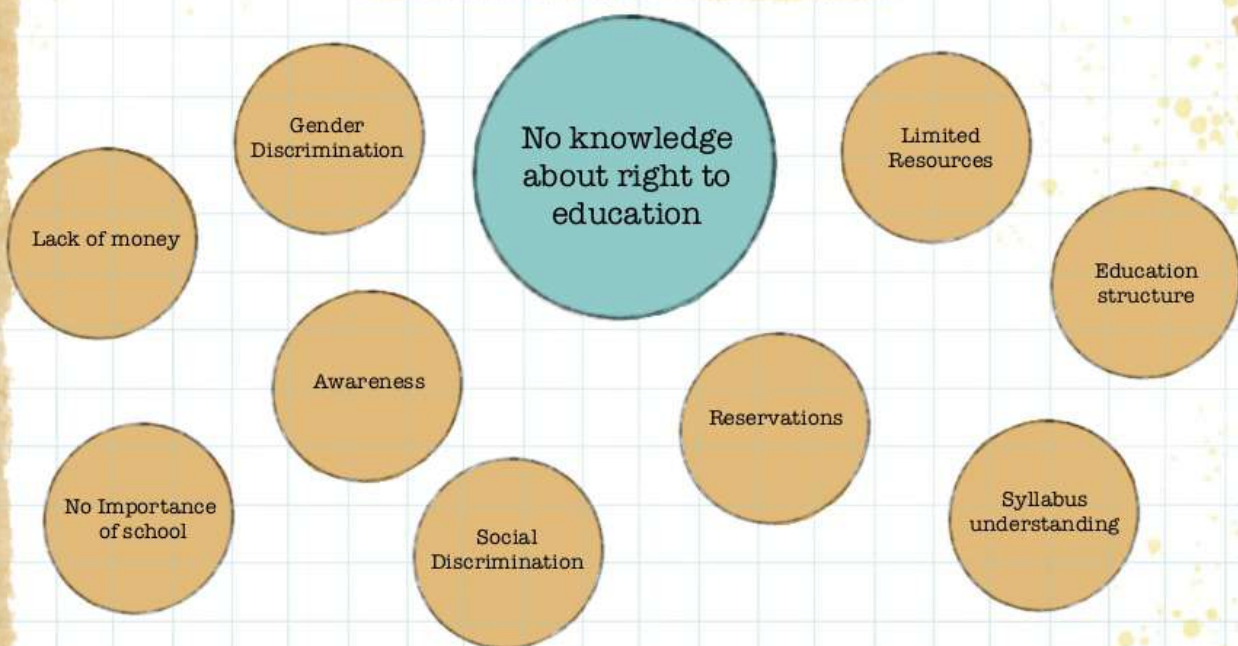 No knowledge
about right to
education
Gender
Discrimination
Limited
Resources
Lack of money
Education
structure
Awareness
Reservations
No Importance
of school
Social
Discrimination
Syllabus
understanding